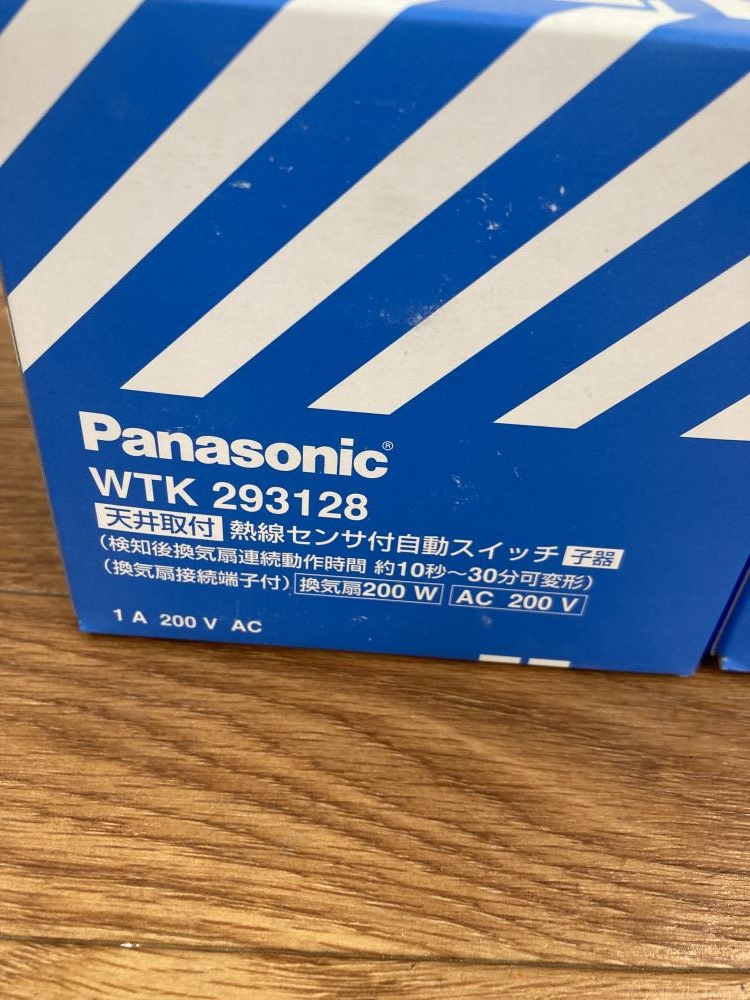 Panasonic®
WTK 293128
天井取付 熱線センサ付自動スイッチ 子器
(検知後換気扇連続動作時間 約10秒~30分可変形)
(換気扇接続端子付) 換気扇200 W AC 200 V
1 A 200 V AC